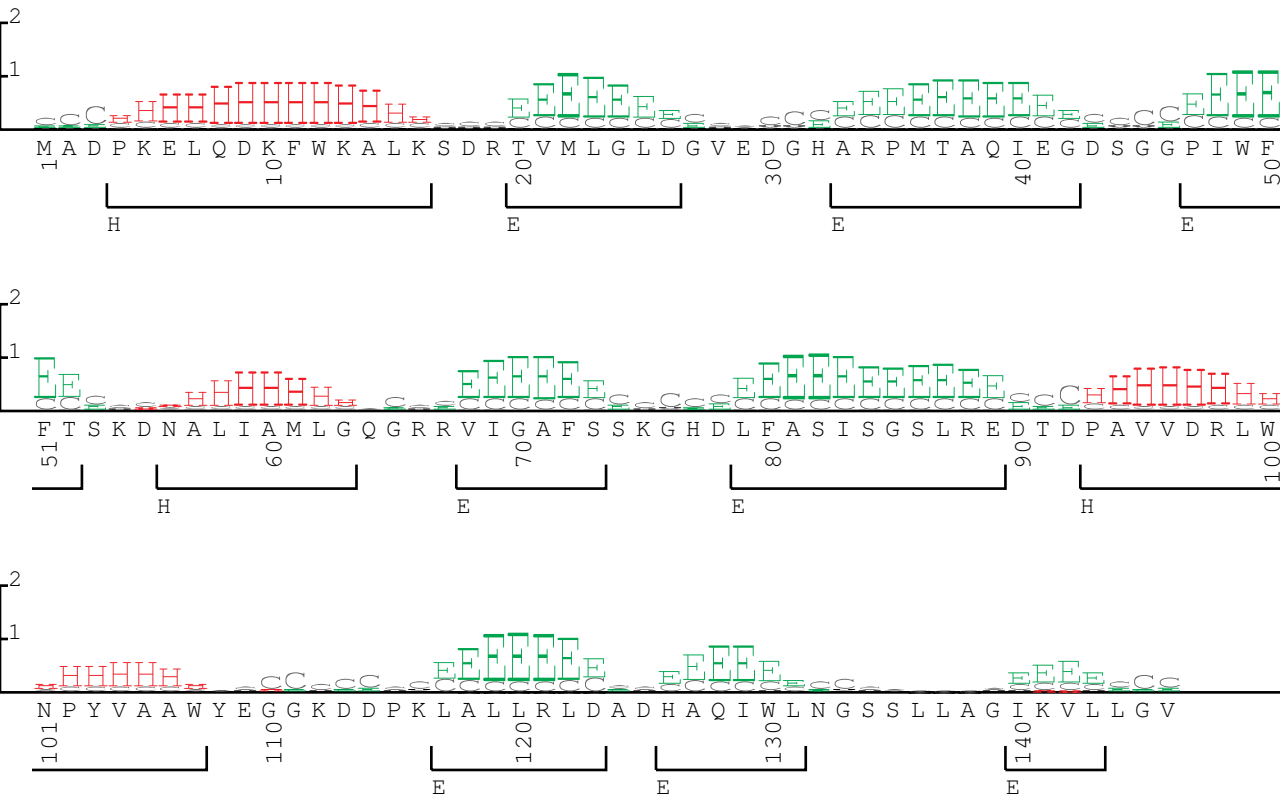 2
1
M A D P K E L Q D K F W K A L K S D R T V M L G L D G V E D G H A R P M T A Q I E G D S G G P I W F
1 10 20 30 40 50
H E E E
2
1
F T S K D N A L I A M L G Q G R R V I G A F S S K G H D L F A S I S G S L R E D T D P A V V D R L W
51 60 70 80 90 100
H E E H
2
1
N P Y V A A W Y E G G K D D P K L A L L R L D A D H A Q I W L N G S S L L A G I K V L L G V
101 110 120 130 140
E E E